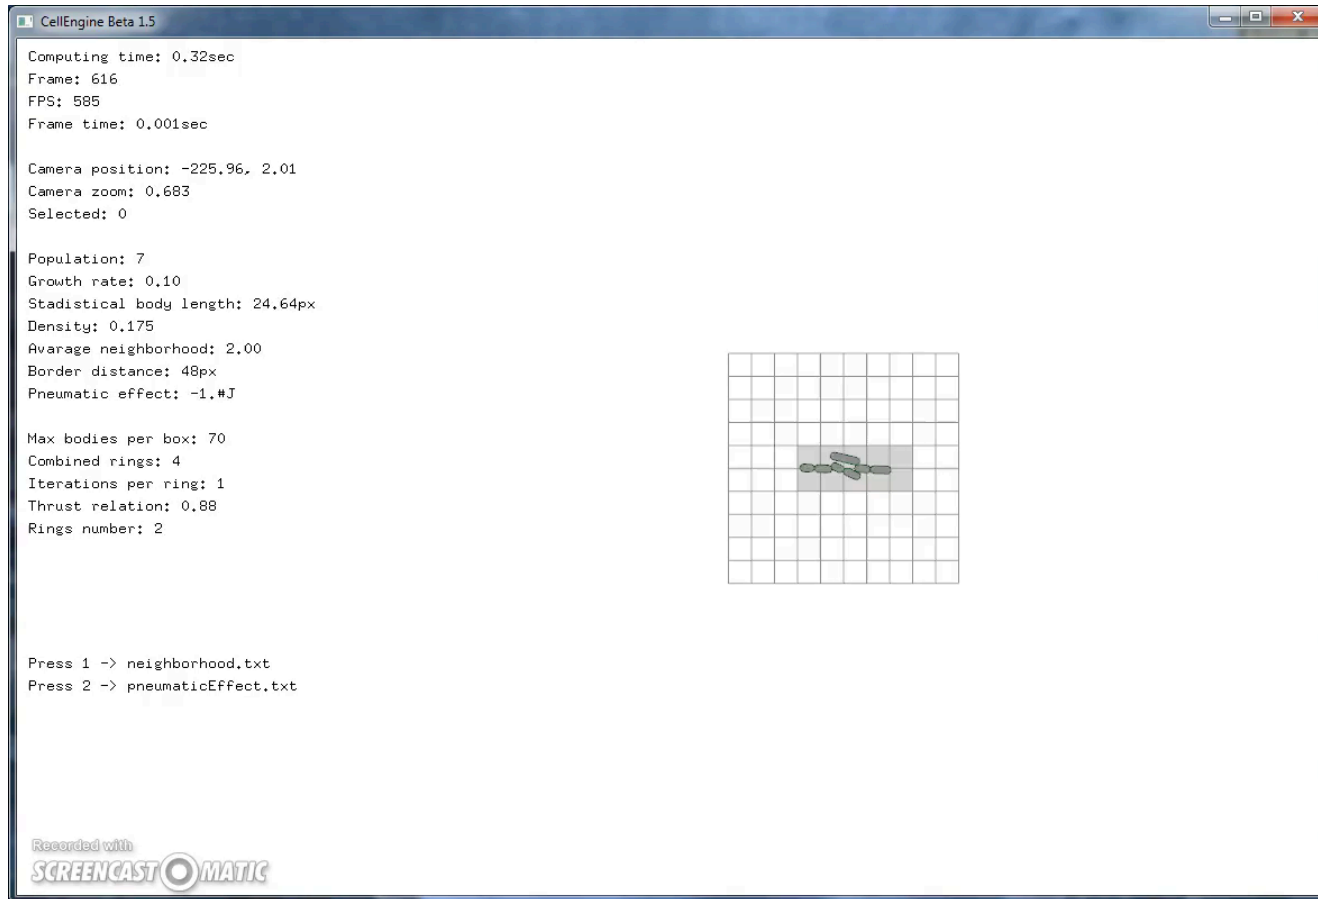 CellEngine Beta 1.5
Computing time: 0.32sec
Frame: 616
FPS: 585
Frame time: 0.001sec
Camera position: -225.96, 2.01
Camera zoom: 0.683
Selected: 0
Population: 7
Growth rate: 0.10
Stadistical body length: 24.64px
Density: 0.175
Avarage neighborhood: 2.00
Border distance: 48px
Pneumatic effect: -1.#J
Max bodies per box: 70
Combined rings: 4
Iterations per ring: 1
Thrust relation: 0.88
Rings number: 2
Press 1 -> neighborhood.txt
Press 2 -> pneumaticEffect.txt
Recorded with
SCREENCAST O MATIC